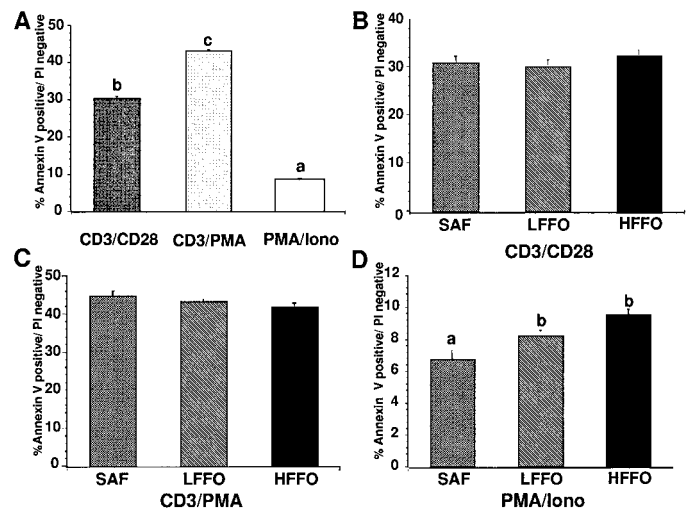 A
% Annexin V positive/ PI negative
50
40
30
20
10
0
b
c
a
CD3/CD28 CD3/PMA PMA/Iono
B
% Annexin V positive/ PI negative
40
30
20
10
0
SAF LFFO HFFO
CD3/CD28
C
%Annexin V positive/ PI negative
50
40
30
20
10
0
SAF LFFO HFFO
CD3/PMA
D
% Annexin V positive/ PI negative
12
10
8
6
4
2
0
a
b
b
SAF LFFO HFFO
PMA/Iono